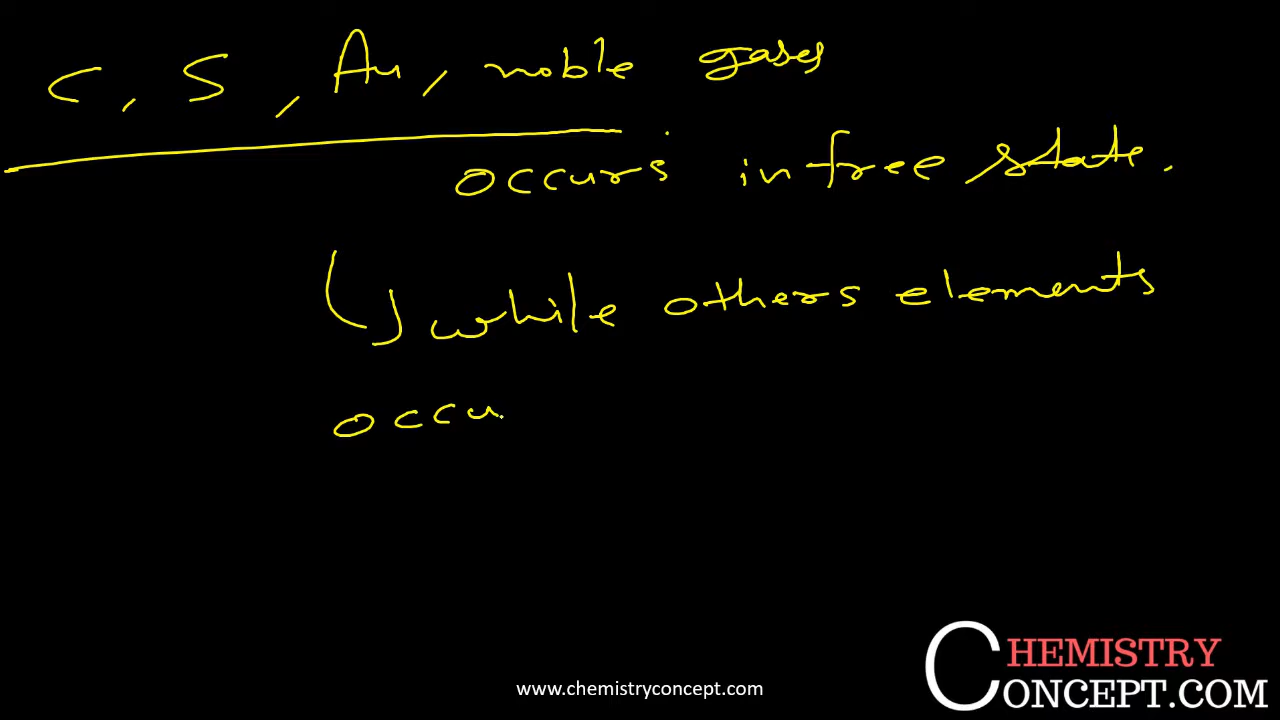 C, S, Au, noble gases
occurs in free state.
while others elements
occu
www.chemistryconcept.com
CHEMISTRY
CONCEPT.COM